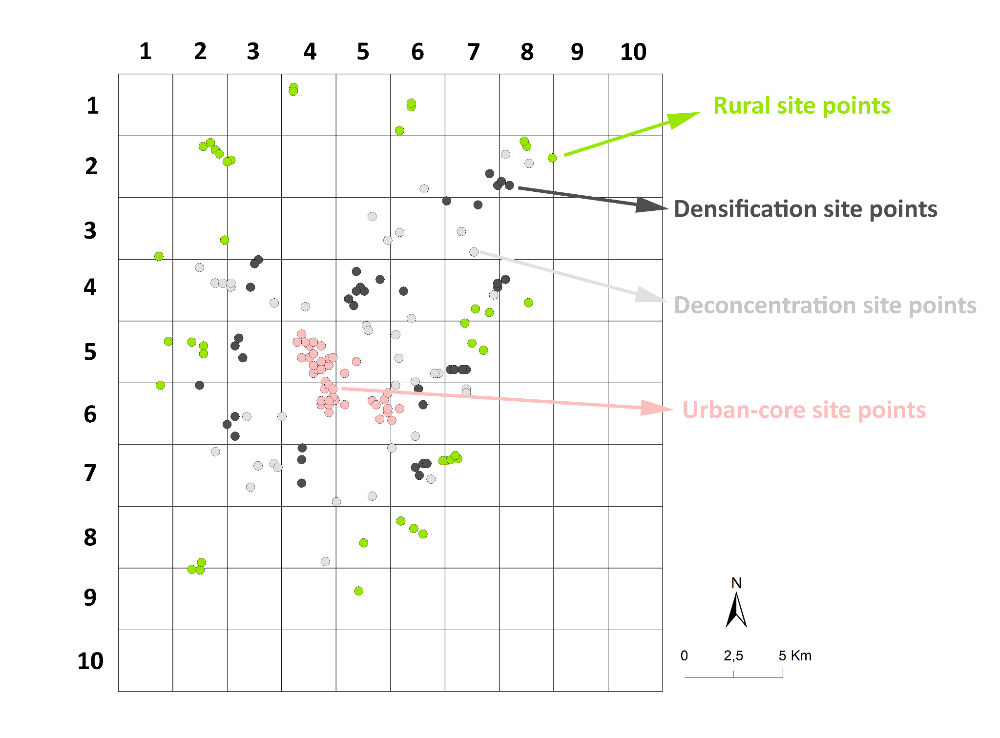 1 2 3 4 5 6 7 8 9 10
1
Rural site points
2
Densification site points
3
4
Deconcentration site points
5
Urban-core site points
6
7
8
N
9
0 2,5 5 Km
10